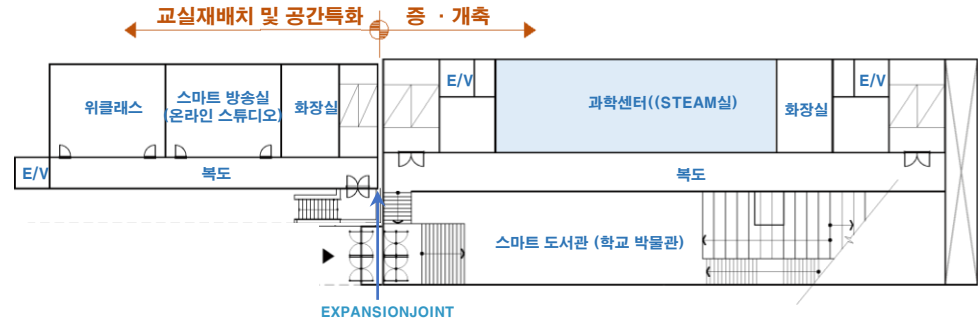 교실재배치 및 공간특화
증 · 개축
E/V
E/V
위클래스
스마트 방송실
(온라인 스튜디오)
화장실
과학센터((STEAM실)
화장실
E/V
복도
복도
스마트 도서관 (학교 박물관)
EXPANSIONJOINT